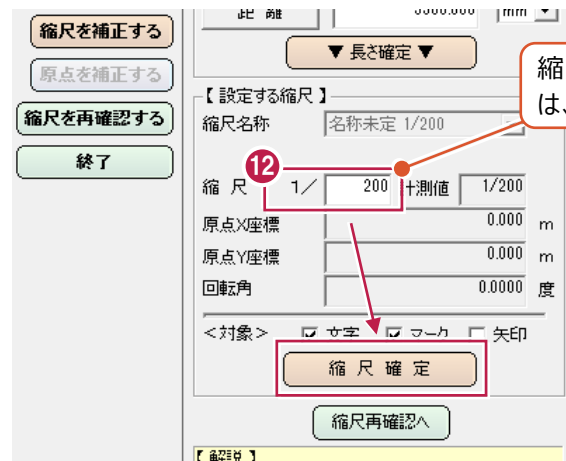 縮尺を補正する
原点を補正する
縮尺を再確認する
終了
距 離 mm
▼ 長さ確定 ▼
【 設定する縮尺 】
縮尺名称 名称未定 1/200
縮
は、
⑫
縮 尺 1/ 200 計測値 1/200
原点X座標 0.000 m
原点Y座標 0.000 m
回転角 0.0000 度
<対象> 文字 マーク 矢印
縮 尺 確 定
縮尺再確認へ
【 解説 】